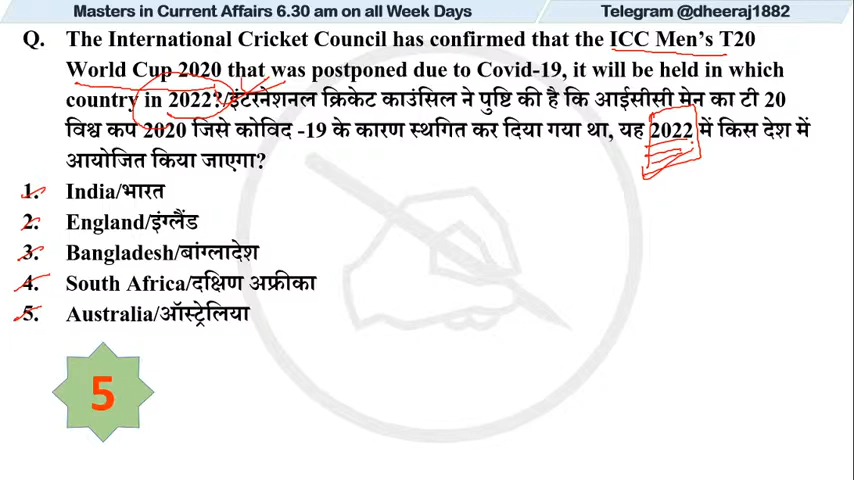 Masters in Current Affairs 6.30 am on all Week Days
Telegram @dheeraj1882
Q. The International Cricket Council has confirmed that the ICC Men's T20
World Cup 2020 that was postponed due to Covid-19, it will be held in which
country in 2022?/इंटरनेशनल क्रिकेट काउंसिल ने पुष्टि की है कि आईसीसी मेन का टी 20
विश्व कप 2020 जिसे कोविद -19 के कारण स्थगित कर दिया गया था, यह 2022 में किस देश में
आयोजित किया जाएगा?
1. India/भारत
2. England/इंग्लैंड
3. Bangladesh/बांग्लादेश
4. South Africa/दक्षिण अफ्रीका
5. Australia/ऑस्ट्रेलिया
5